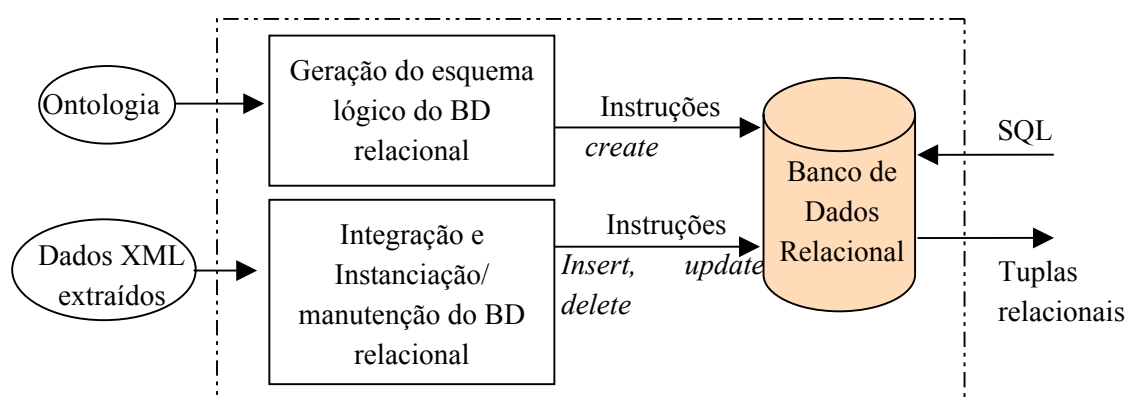 Ontologia
Geração do esquema
lógico do BD
relacional
Instruções
create
Dados XML
extraídos
Integração e
Instanciação/
manutenção do BD
relacional
Instruções
Insert, update
delete
Banco de
Dados
Relacional
SQL
Tuplas
relacionais